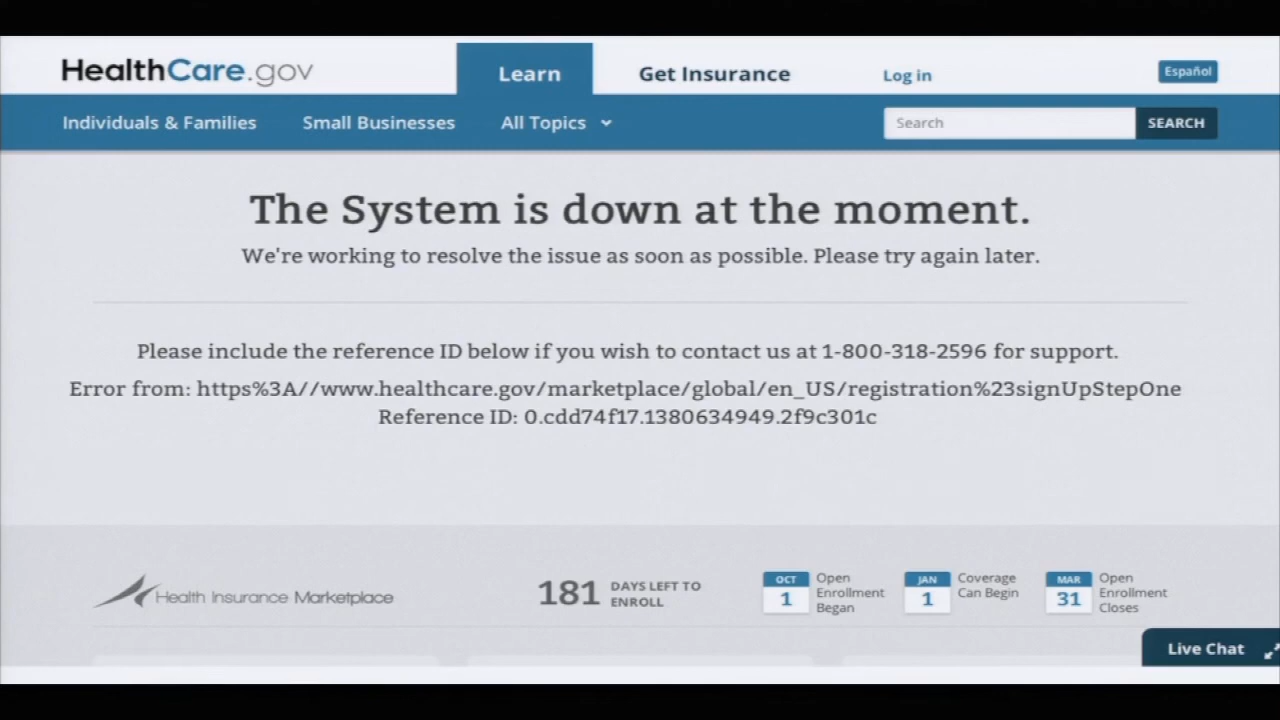 HealthCare.gov
Learn
Get Insurance
Log in
Español
Individuals & Families
Small Businesses
All Topics
Search
SEARCH
The System is down at the moment.
We're working to resolve the issue as soon as possible. Please try again later.
Please include the reference ID below if you wish to contact us at 1-800-318-2596 for support.
Error from: https%3A//www.healthcare.gov/marketplace/global/en_US/registration%23signUpStepOne
Reference ID: 0.cdd74f17.1380634949.2f9c301c
Health Insurance Marketplace
181
DAYS LEFT TO
ENROLL
OCT
1
Open
Enrollment
Began
JAN
1
Coverage
Can Begin
MAR
31
Open
Enrollment
Closes
Live Chat